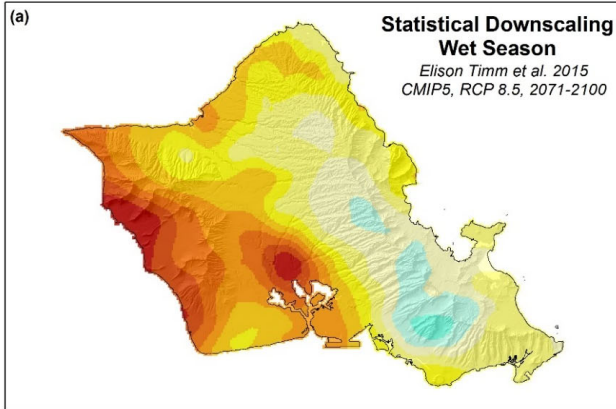 (a)
Statistical Downscaling
Wet Season
Elison Timm et al. 2015
CMIP5, RCP 8.5, 2071-2100